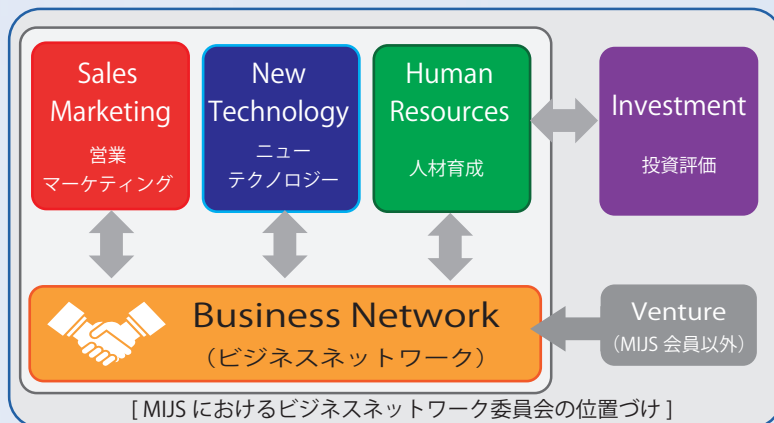 Sales
Marketing
営業
マーケティング
New
Technology
ニュー
テクノロジー
Human
Resources
人材育成
Investment
投資評価
Business Network
（ビジネスネットワーク）
Venture
（MIJS 会員以外）
[ MIJS におけるビジネスネットワーク委員会の位置づけ ]